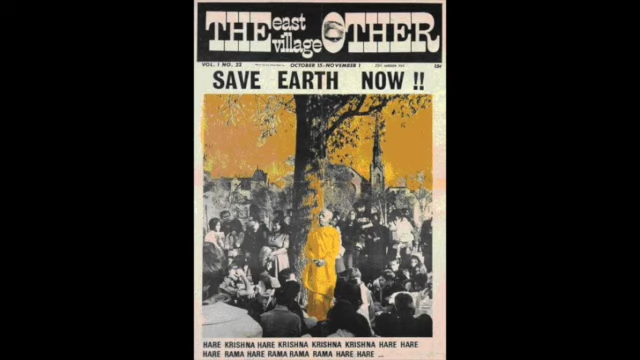 THE east village OTHER
VOL. 1 NO. 22 OCTOBER 15-NOVEMBER 1 15¢
SAVE EARTH NOW !!
HARE KRISHNA HARE KRISHNA KRISHNA KRISHNA HARE HARE
HARE RAMA HARE RAMA RAMA RAMA HARE HARE ...